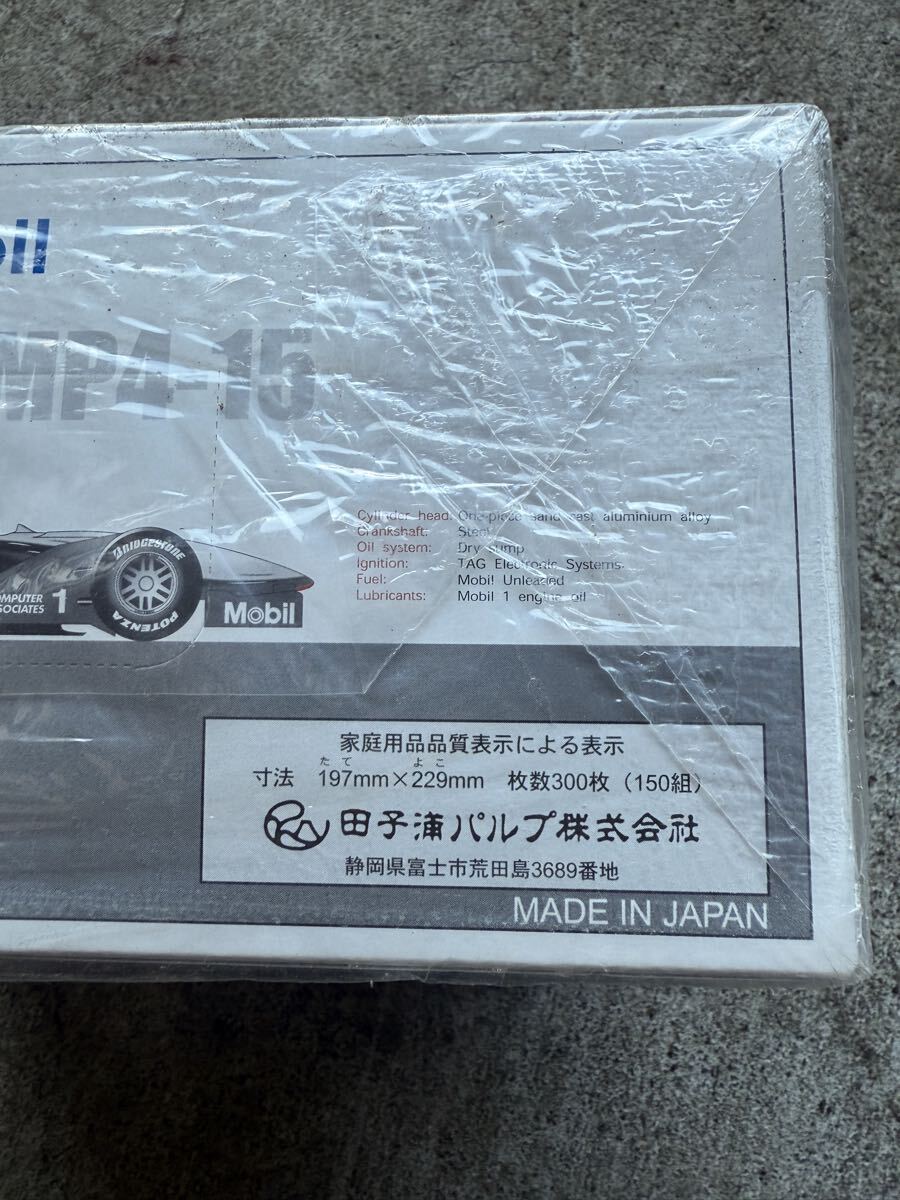 bil
MP4-15
Cylinder head: One-piece sand cast aluminium alloy
Crankshaft: Steel
Oil system: Dry sump
Ignition: TAG Electronic Systems
Fuel: Mobil Unleaded
Lubricants: Mobil 1 engine oil
BRIDGESTONE
POTENZA
OMPUTER
SSOCIATES 1
Mobil
家庭用品品質表示による表示
たて よこ
寸法 197mm×229mm 枚数300枚（150組）
田子浦パルプ株式会社
静岡県富士市荒田島3689番地
MADE IN JAPAN